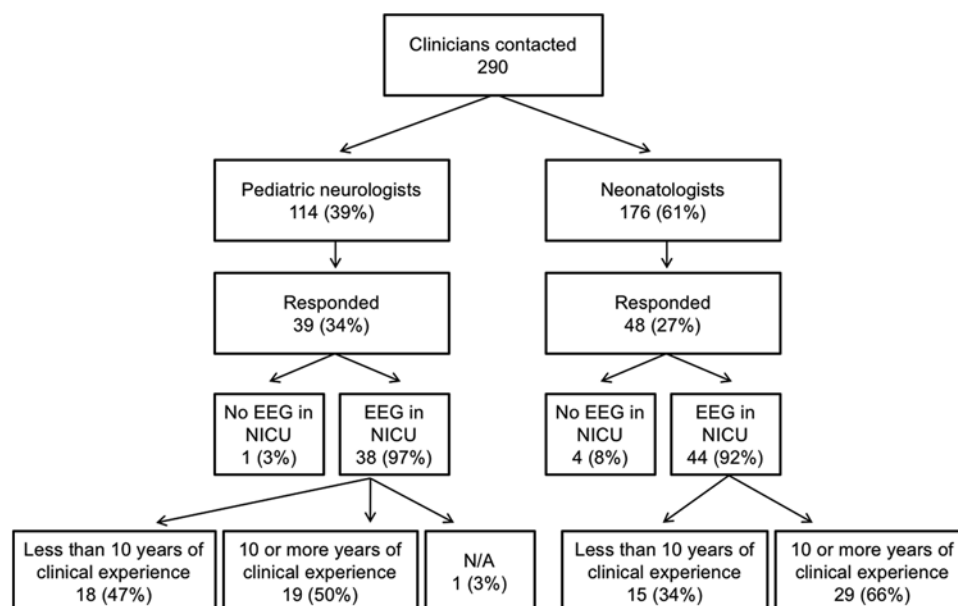 Clinicians contacted
290
Pediatric neurologists
114 (39%)
Neonatologists
176 (61%)
Responded
39 (34%)
Responded
48 (27%)
No EEG in
NICU
1 (3%)
EEG in
NICU
38 (97%)
No EEG in
NICU
4 (8%)
EEG in
NICU
44 (92%)
Less than 10 years of
clinical experience
18 (47%)
10 or more years of
clinical experience
19 (50%)
N/A
1 (3%)
Less than 10 years of
clinical experience
15 (34%)
10 or more years of
clinical experience
29 (66%)